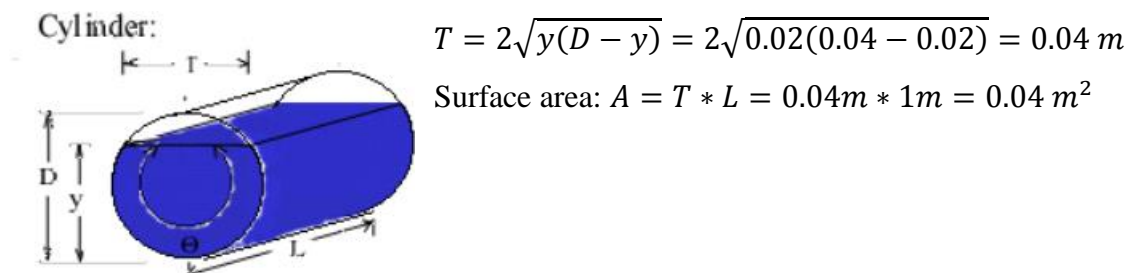 Cylinder:
T = 2√y(D − y) = 2√0.02(0.04 − 0.02) = 0.04 m
Surface area: A = T * L = 0.04m * 1m = 0.04 m²
T
D
y
Θ
L